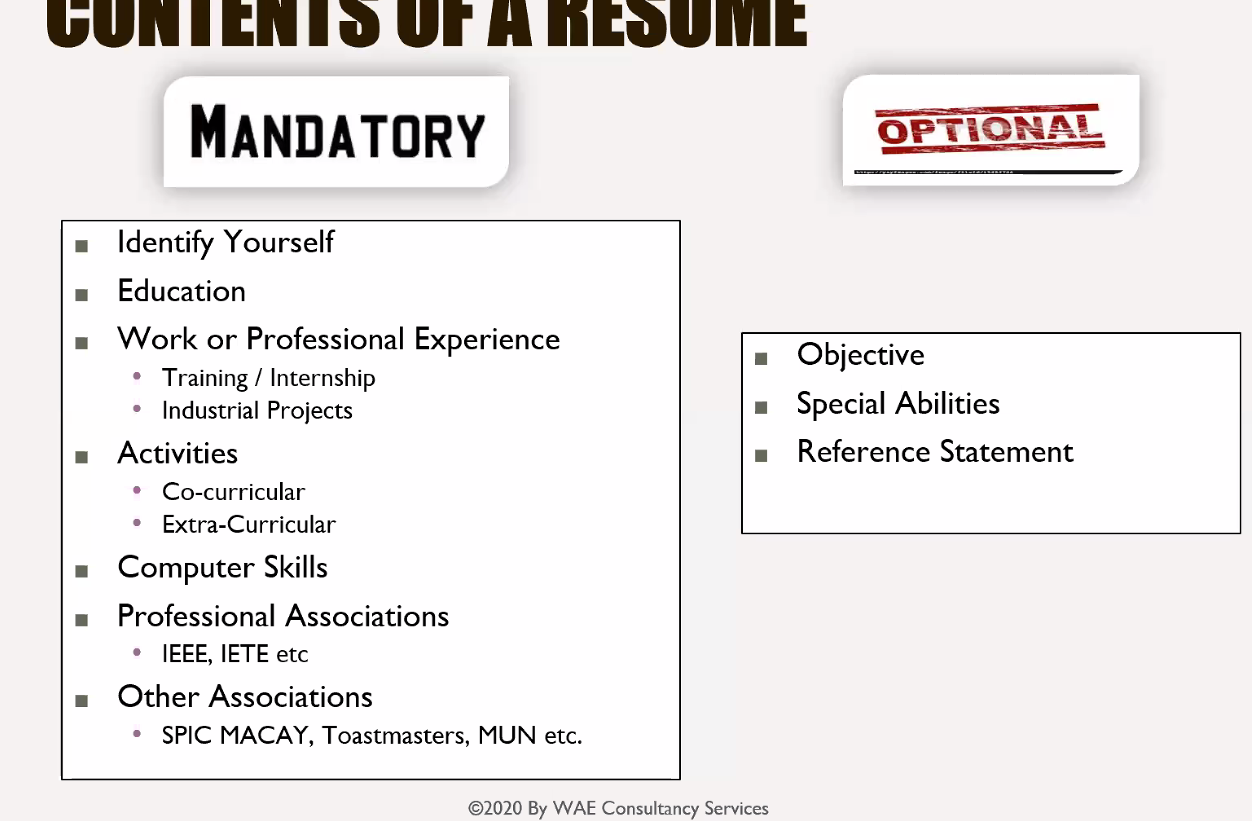 CONTENTS OF A RESUME
MANDATORY
OPTIONAL
Identify Yourself
Education
Work or Professional Experience
Training / Internship
Industrial Projects
Activities
Co-curricular
Extra-Curricular
Computer Skills
Professional Associations
IEEE, IETE etc
Other Associations
SPIC MACAY, Toastmasters, MUN etc.
Objective
Special Abilities
Reference Statement
©2020 By WAE Consultancy Services